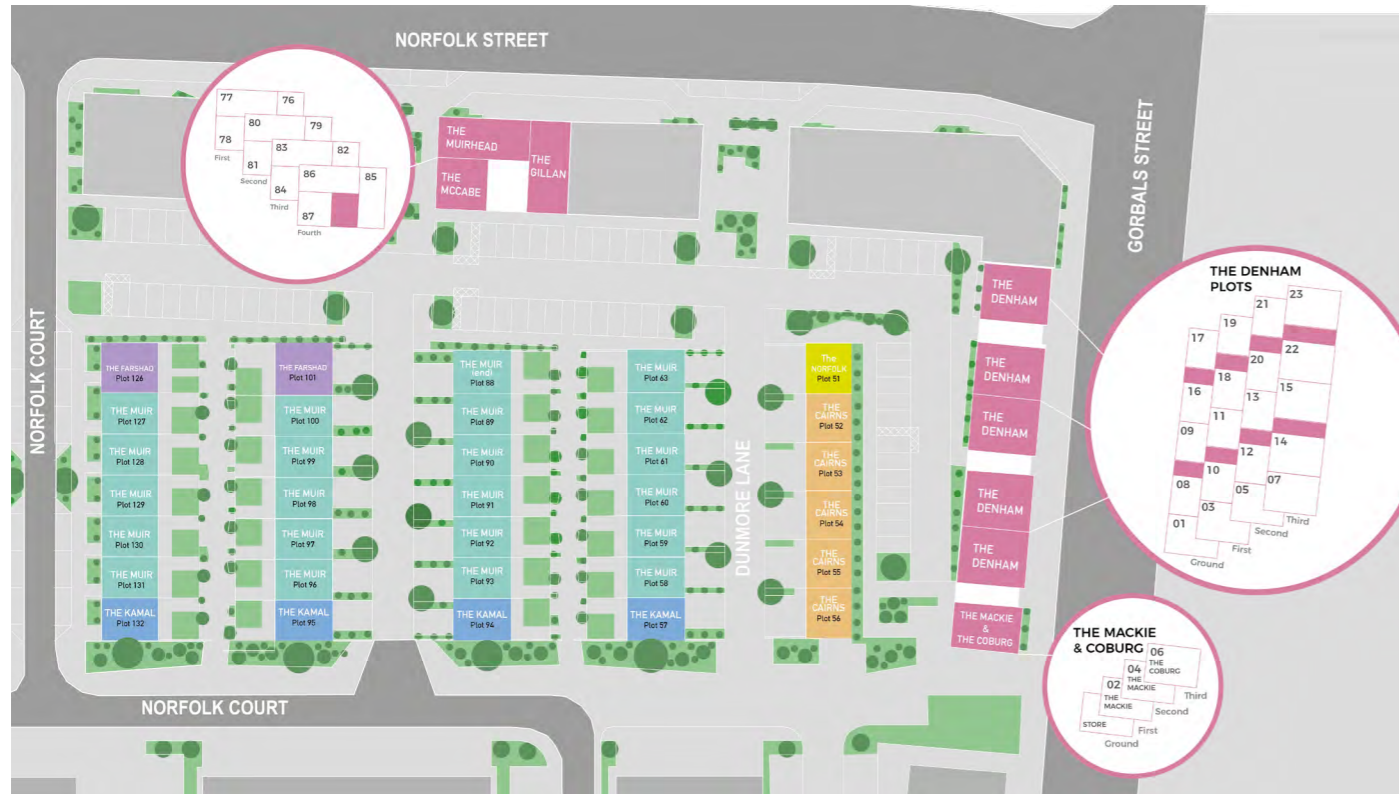 NORFOLK STREET
GORBALS STREET
NORFOLK COURT
NORFOLK COURT
DUNMORE LANE
77
76
78
80
79
First
81
83
82
Second
84
86
85
Third
87
Fourth
THE
MUIRHEAD
THE
GILLAN
THE
MCCABE
THE FARSHAD
Plot 126
THE MUIR
Plot 127
THE MUIR
Plot 128
THE MUIR
Plot 129
THE MUIR
Plot 130
THE MUIR
Plot 131
THE KAMAL
Plot 132
THE FARSHAD
Plot 101
THE MUIR
Plot 100
THE MUIR
Plot 99
THE MUIR
Plot 98
THE MUIR
Plot 97
THE MUIR
Plot 96
THE KAMAL
Plot 95
THE MUIR
(end)
Plot 88
THE MUIR
Plot 89
THE MUIR
Plot 90
THE MUIR
Plot 91
THE MUIR
Plot 92
THE MUIR
Plot 93
THE KAMAL
Plot 94
THE MUIR
Plot 63
THE MUIR
Plot 62
THE MUIR
Plot 61
THE MUIR
Plot 60
THE MUIR
Plot 59
THE MUIR
Plot 58
THE KAMAL
Plot 57
The
NORFOLK
Plot 51
THE
CAIRNS
Plot 52
THE
CAIRNS
Plot 53
THE
CAIRNS
Plot 54
THE
CAIRNS
Plot 55
THE
CAIRNS
Plot 56
THE
DENHAM
THE
DENHAM
THE
DENHAM
THE
DENHAM
THE
DENHAM
THE MACKIE
&
THE COBURG
THE DENHAM
PLOTS
23
21
19
17
22
20
18
16
15
13
11
09
14
12
10
08
07
05
03
01
Third
Second
First
Ground
THE MACKIE
& COBURG
06
THE
COBURG
04
THE
MACKIE
02
THE
MACKIE
STORE
Third
Second
First
Ground